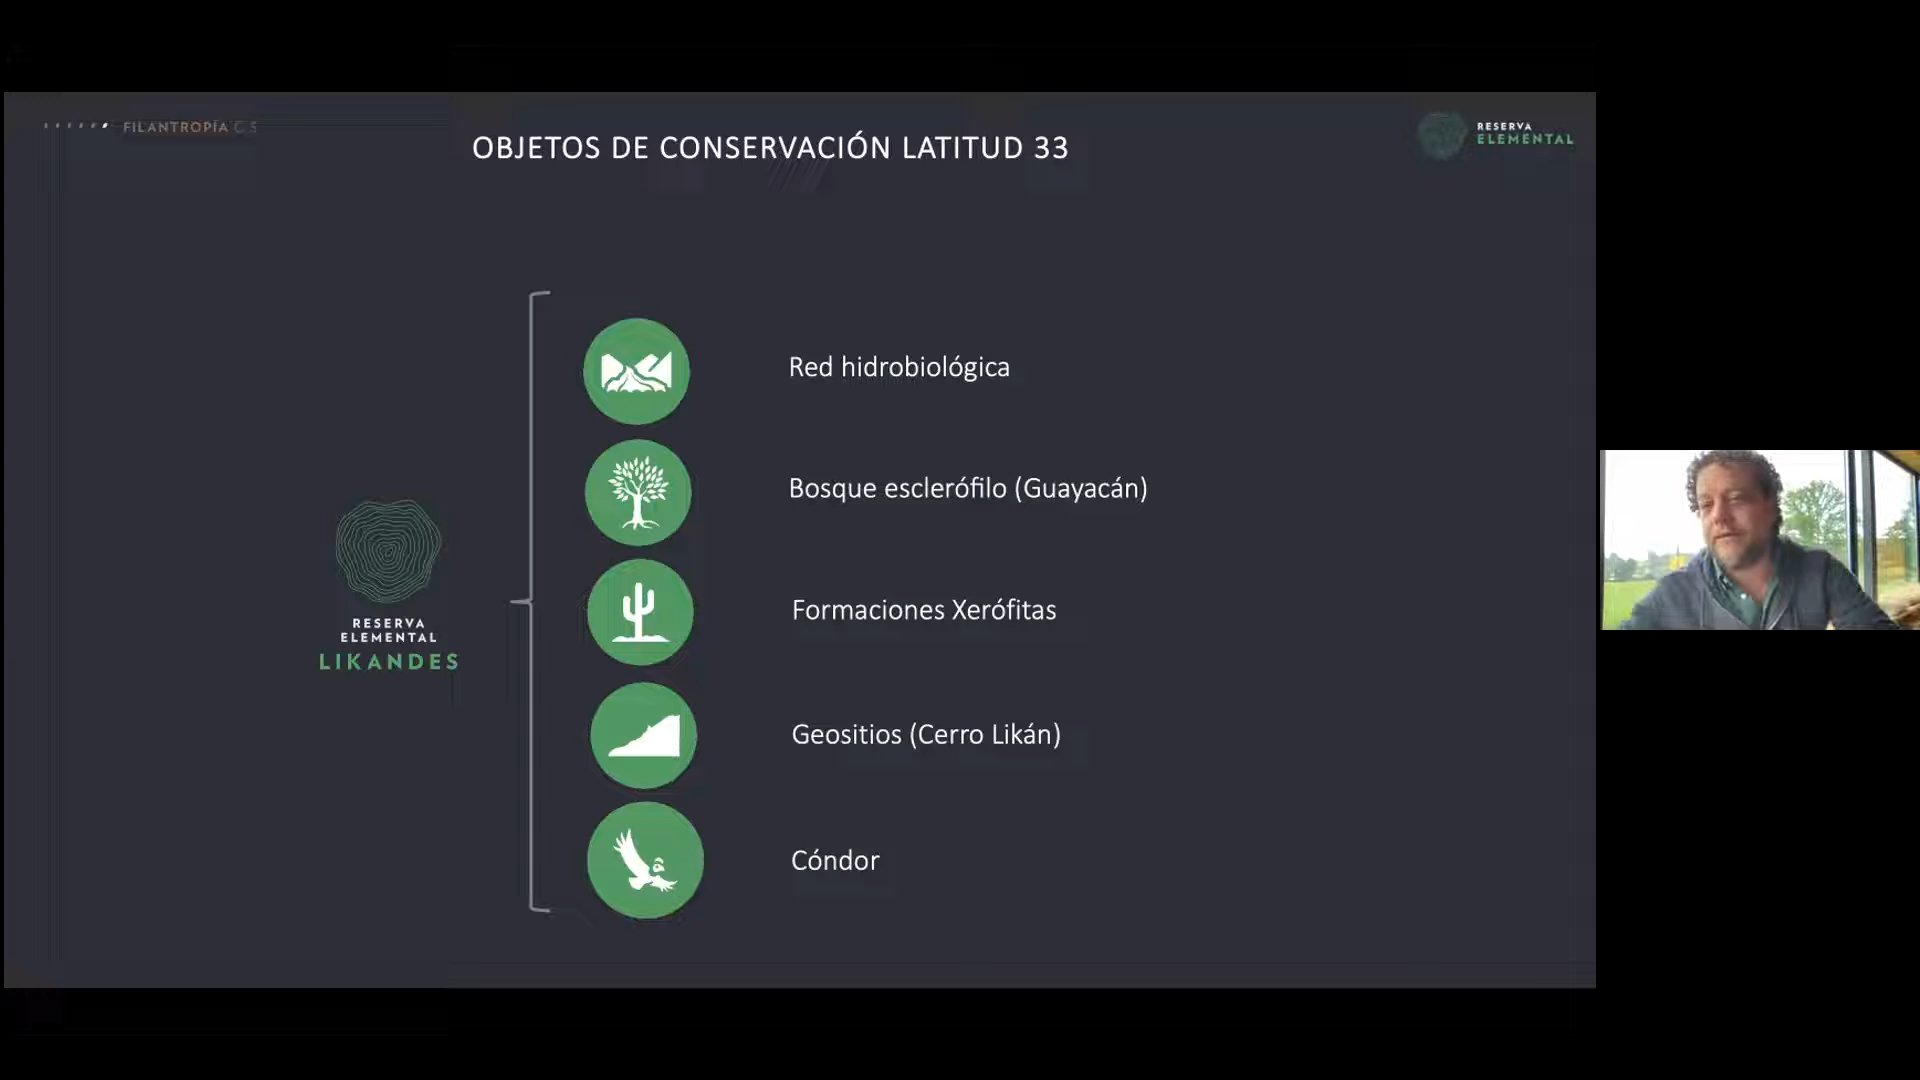 FILANTROPÍA C S
OBJETOS DE CONSERVACIÓN LATITUD 33
RESERVA
ELEMENTAL
Red hidrobiológica
Bosque esclerófilo (Guayacán)
Formaciones Xerófitas
RESERVA
ELEMENTAL
LIKANDES
Geositios (Cerro Likán)
Cóndor